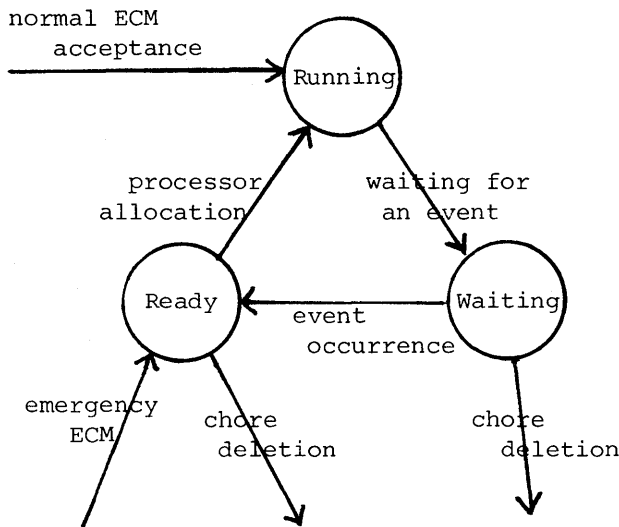 normal ECM
acceptance
Running
processor
allocation
waiting for
an event
Ready
Waiting
event
occurrence
emergency
ECM
chore
deletion
chore
deletion